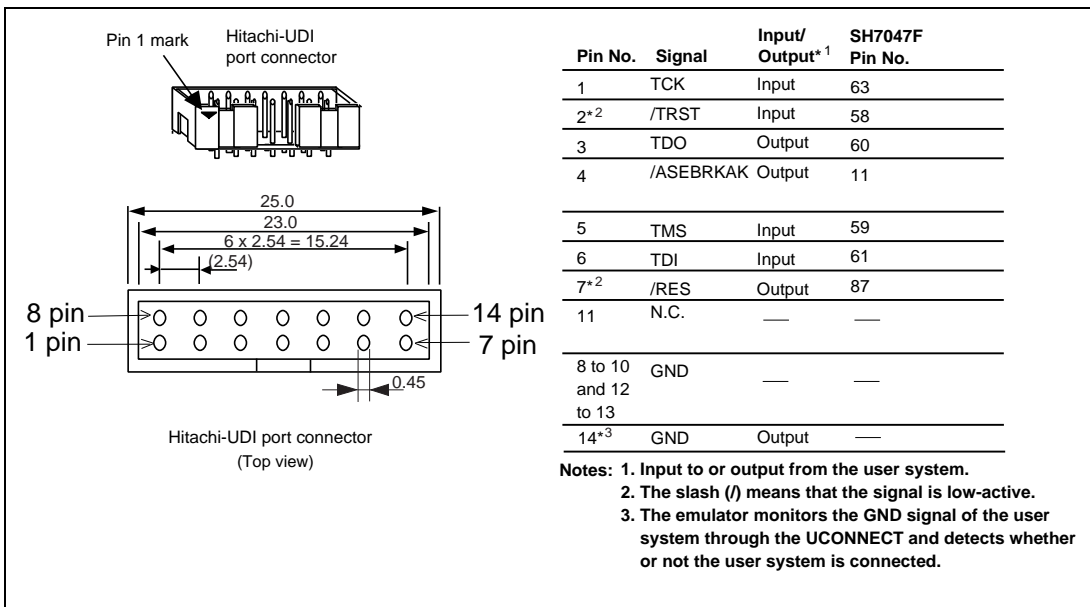 Pin 1 mark
Hitachi-UDI
port connector
25.0
23.0
6 x 2.54 = 15.24
(2.54)
8 pin
1 pin
14 pin
7 pin
0.45
Hitachi-UDI port connector
(Top view)
Pin No. Signal Input/ Output*1 SH7047F Pin No.
1 TCK Input 63
2*2 /TRST Input 58
3 TDO Output 60
4 /ASEBRKAK Output 11
5 TMS Input 59
6 TDI Input 61
7*2 /RES Output 87
11 N.C. — —
8 to 10 and 12 to 13 GND — —
14*3 GND Output —
Notes: 1. Input to or output from the user system.
2. The slash (/) means that the signal is low-active.
3. The emulator monitors the GND signal of the user
system through the UCONNECT and detects whether
or not the user system is connected.